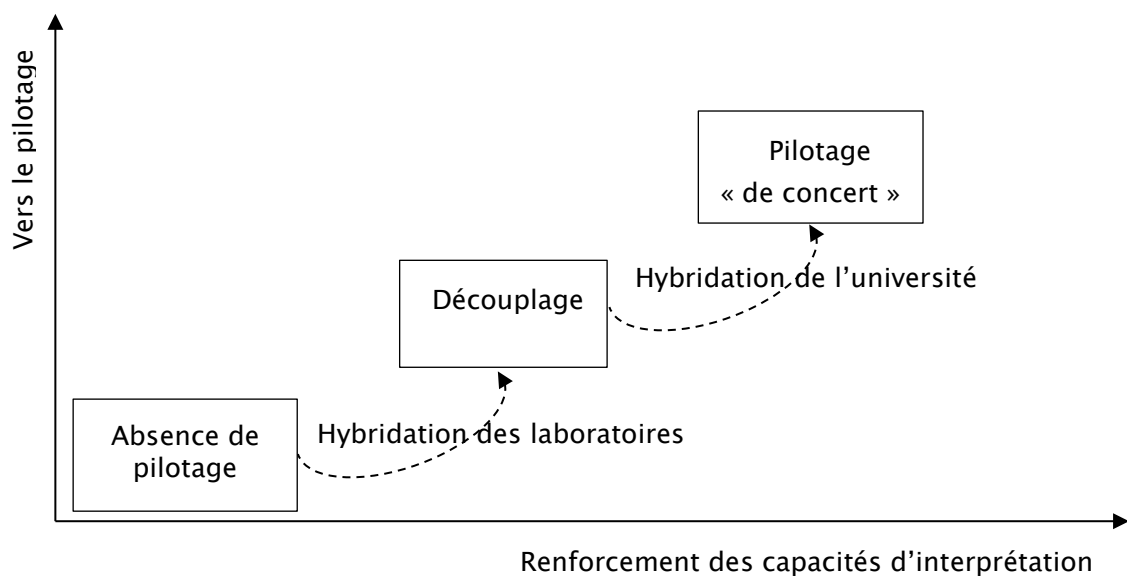 Vers le pilotage
Pilotage
« de concert »
Hybridation de l’université
Découplage
Absence de
pilotage
Hybridation des laboratoires
Renforcement des capacités d’interprétation